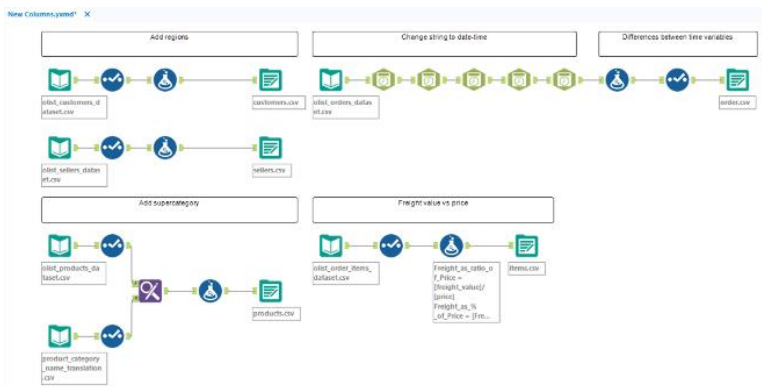 New Columns.yxmd*
Add regions
Change string to date-time
Differences between time variables
olist_customers_d
ataset.csv
customers.csv
olist_orders_datas
et.csv
order.csv
olist_sellers_datas
et.csv
sellers.csv
Add supercategory
Freight value vs price
olist_products_da
taset.csv
products.csv
product_category
_name_translation
.csv
olist_order_items_
dataset.csv
Freight_as_ratio_o
f_Price =
[freight_value]/
[price]
Freight_as_%
_of_Price = [Fre...
items.csv